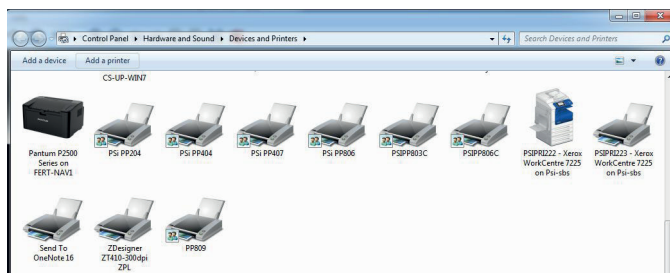 Control Panel ▸ Hardware and Sound ▸ Devices and Printers ▸
Search Devices and Printers
Add a device
Add a printer
CS-UP-WIN7
Pantum P2500
Series on
FERT-NAV1
PSi PP204
PSi PP404
PSi PP407
PSi PP806
PSIPP803C
PSIPP806C
PSIPRI222 - Xerox
WorkCentre 7225
on Psi-sbs
PSIPRI223 - Xerox
WorkCentre 7225
on Psi-sbs
Send To
OneNote 16
ZDesigner
ZT410-300dpi
ZPL
PP809